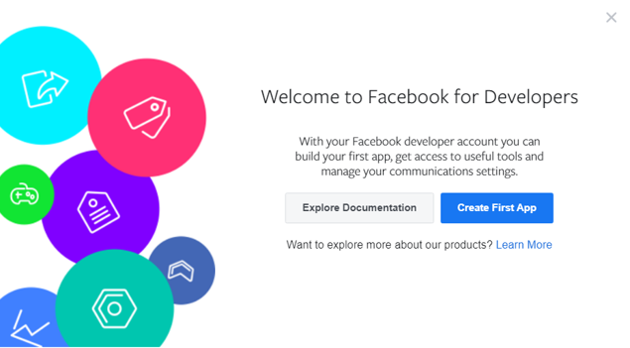 Welcome to Facebook for Developers
With your Facebook developer account you can
build your first app, get access to useful tools and
manage your communications settings.
Explore Documentation
Create First App
Want to explore more about our products? Learn More